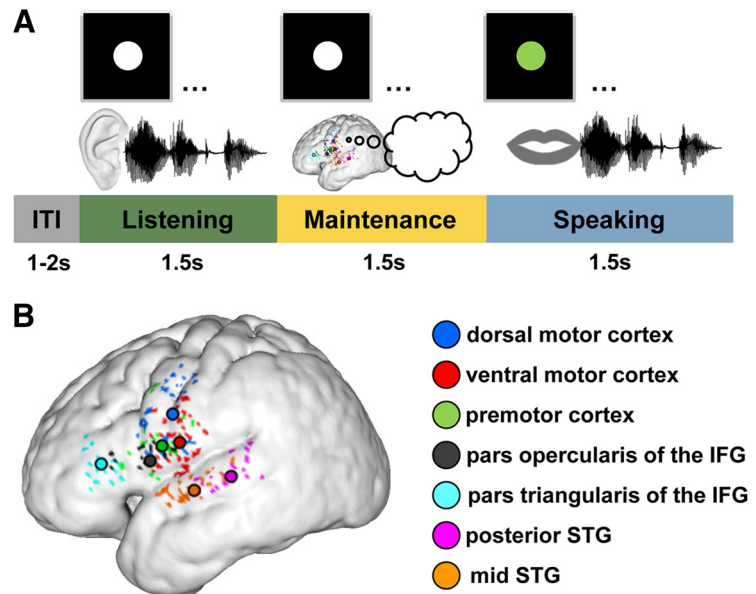 A
... ... ...
ITI Listening Maintenance Speaking
1-2s 1.5s 1.5s 1.5s
B
dorsal motor cortex
ventral motor cortex
premotor cortex
pars opercularis of the IFG
pars triangularis of the IFG
posterior STG
mid STG